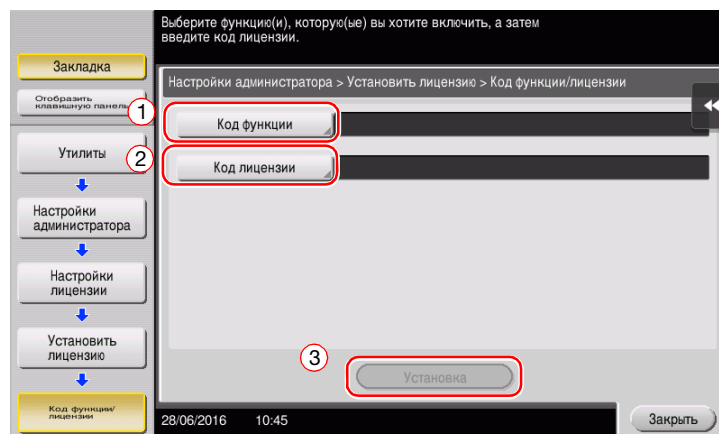 Выберите функцию(и), которую(ые) вы хотите включить, а затем
введите код лицензии.
Закладка
Отобразить
клавишную панель
Настройки администратора > Установить лицензию > Код функции/лицензии
1
Код функции
Утилиты
2
Код лицензии
Настройки
администратора
Настройки
лицензии
Установить
лицензию
3
Установка
Код функции/
лицензии
28/06/2016 10:45
Закрыть